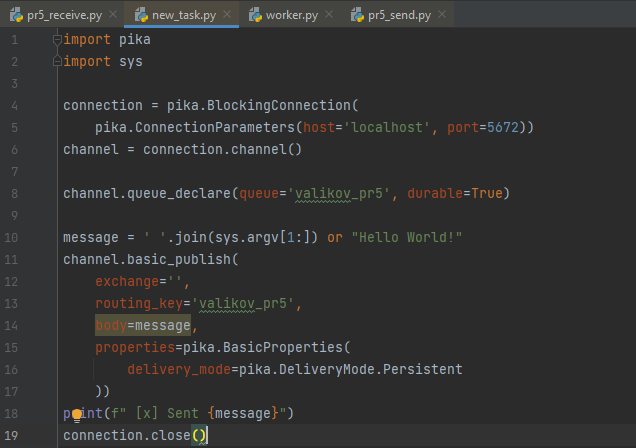 pr5_receive.py new_task.py worker.py pr5_send.py
1 import pika
2 import sys
3
4 connection = pika.BlockingConnection(
5     pika.ConnectionParameters(host='localhost', port=5672))
6 channel = connection.channel()
7
8 channel.queue_declare(queue='valikov_pr5', durable=True)
9
10 message = ' '.join(sys.argv[1:]) or "Hello World!"
11 channel.basic_publish(
12     exchange='',
13     routing_key='valikov_pr5',
14     body=message,
15     properties=pika.BasicProperties(
16         delivery_mode=pika.DeliveryMode.Persistent
17     ))
18 print(f" [x] Sent {message}")
19 connection.close()